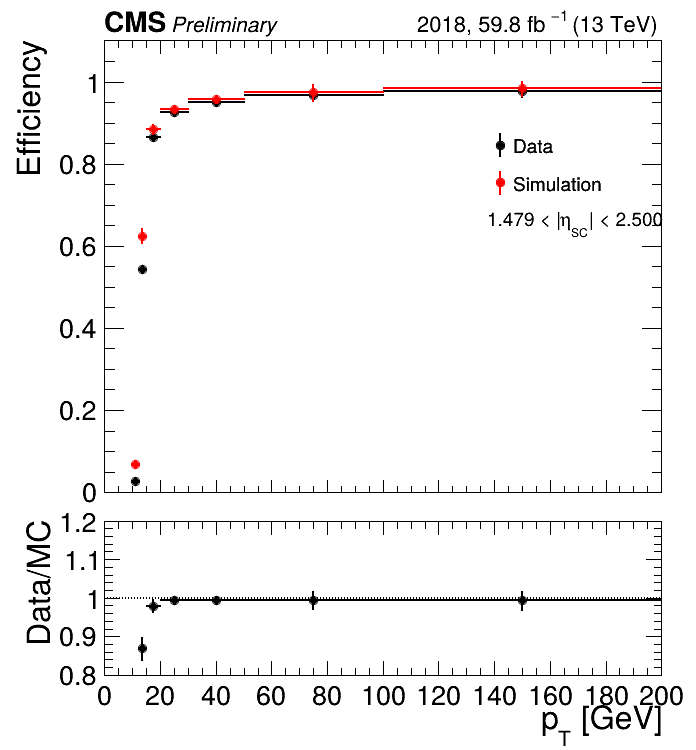 CMS Preliminary 2018, 59.8 fb⁻¹ (13 TeV)
Efficiency
1
0.8
0.6
0.4
0.2
0
Data
Simulation
1.479 < |η_SC| < 2.500
Data/MC
1.2
1.1
1
0.9
0.8
0 20 40 60 80 100 120 140 160 180 200
p_T [GeV]